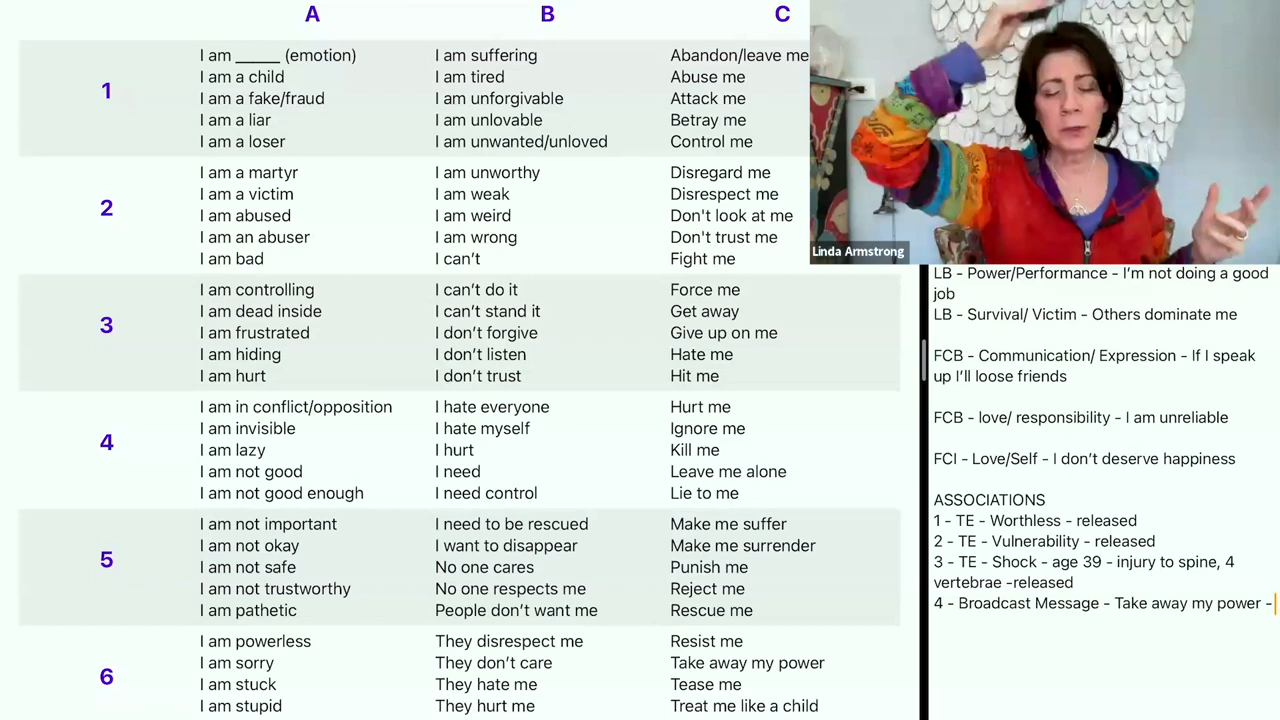 A B C
1
I am _____ (emotion)
I am a child
I am a fake/fraud
I am a liar
I am a loser
I am suffering
I am tired
I am unforgivable
I am unlovable
I am unwanted/unloved
Abandon/leave me
Abuse me
Attack me
Betray me
Control me
2
I am a martyr
I am a victim
I am abused
I am an abuser
I am bad
I am unworthy
I am weak
I am weird
I am wrong
I can't
Disregard me
Disrespect me
Don't look at me
Don't trust me
Fight me
3
I am controlling
I am dead inside
I am frustrated
I am hiding
I am hurt
I can’t do it
I can’t stand it
I don’t forgive
I don’t listen
I don’t trust
Force me
Get away
Give up on me
Hate me
Hit me
4
I am in conflict/opposition
I am invisible
I am lazy
I am not good
I am not good enough
I hate everyone
I hate myself
I hurt
I need
I need control
Hurt me
Ignore me
Kill me
Leave me alone
Lie to me
5
I am not important
I am not okay
I am not safe
I am not trustworthy
I am pathetic
I need to be rescued
I want to disappear
No one cares
No one respects me
People don’t want me
Make me suffer
Make me surrender
Punish me
Reject me
Rescue me
6
I am powerless
I am sorry
I am stuck
I am stupid
They disrespect me
They don’t care
They hate me
They hurt me
Resist me
Take away my power
Tease me
Treat me like a child
Linda Armstrong
LB - Power/Performance - I’m not doing a good
job
LB - Survival/ Victim - Others dominate me
FCB - Communication/ Expression - If I speak
up I’ll loose friends
FCB - love/ responsibility - I am unreliable
FCI - Love/Self - I don’t deserve happiness
ASSOCIATIONS
1 - TE - Worthless - released
2 - TE - Vulnerability - released
3 - TE - Shock - age 39 - injury to spine, 4
vertebrae -released
4 - Broadcast Message - Take away my power -